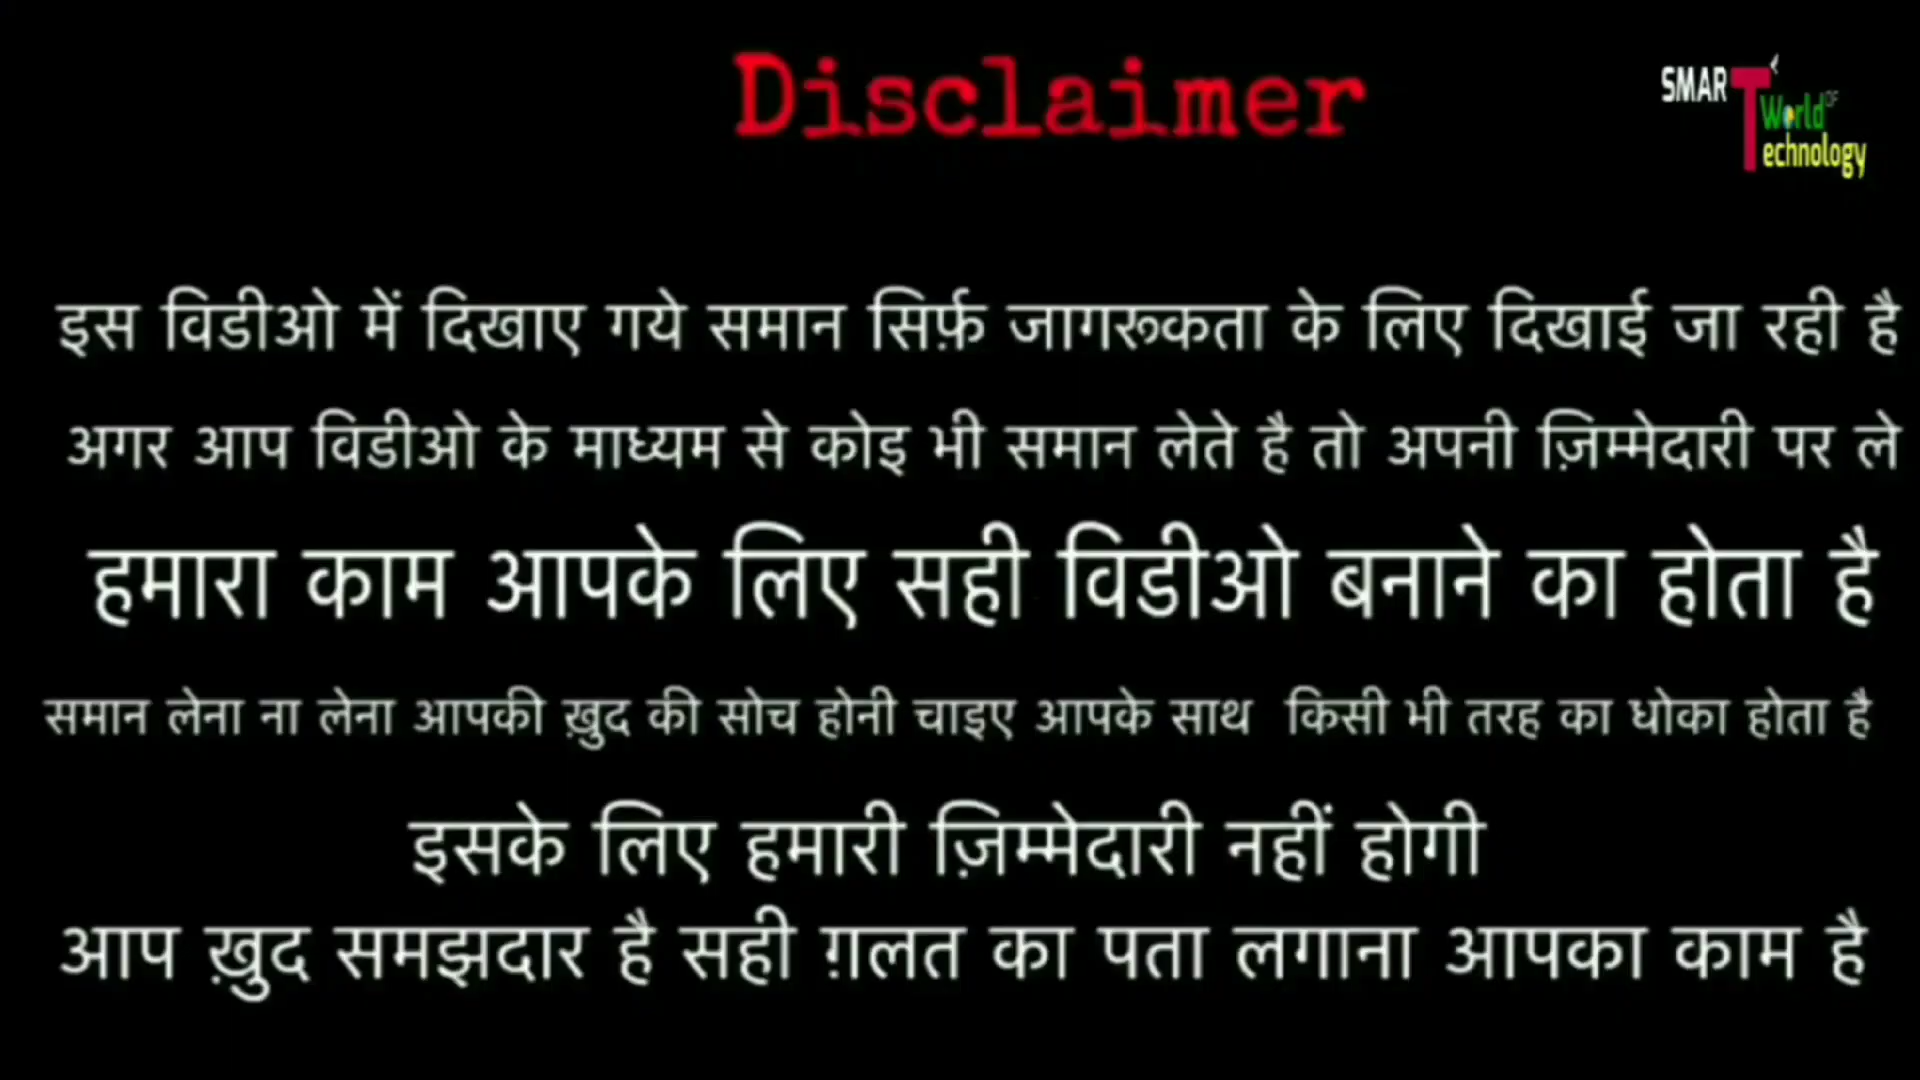 Disclaimer
SMART World OF Technology
इस विडीओ में दिखाए गये समान सिर्फ़ जागरूकता के लिए दिखाई जा रही है
अगर आप विडीओ के माध्यम से कोइ भी समान लेते है तो अपनी ज़िम्मेदारी पर ले
हमारा काम आपके लिए सही विडीओ बनाने का होता है
समान लेना ना लेना आपकी ख़ुद की सोच होनी चाइए आपके साथ किसी भी तरह का धोका होता है
इसके लिए हमारी ज़िम्मेदारी नहीं होगी
आप ख़ुद समझदार है सही ग़लत का पता लगाना आपका काम है